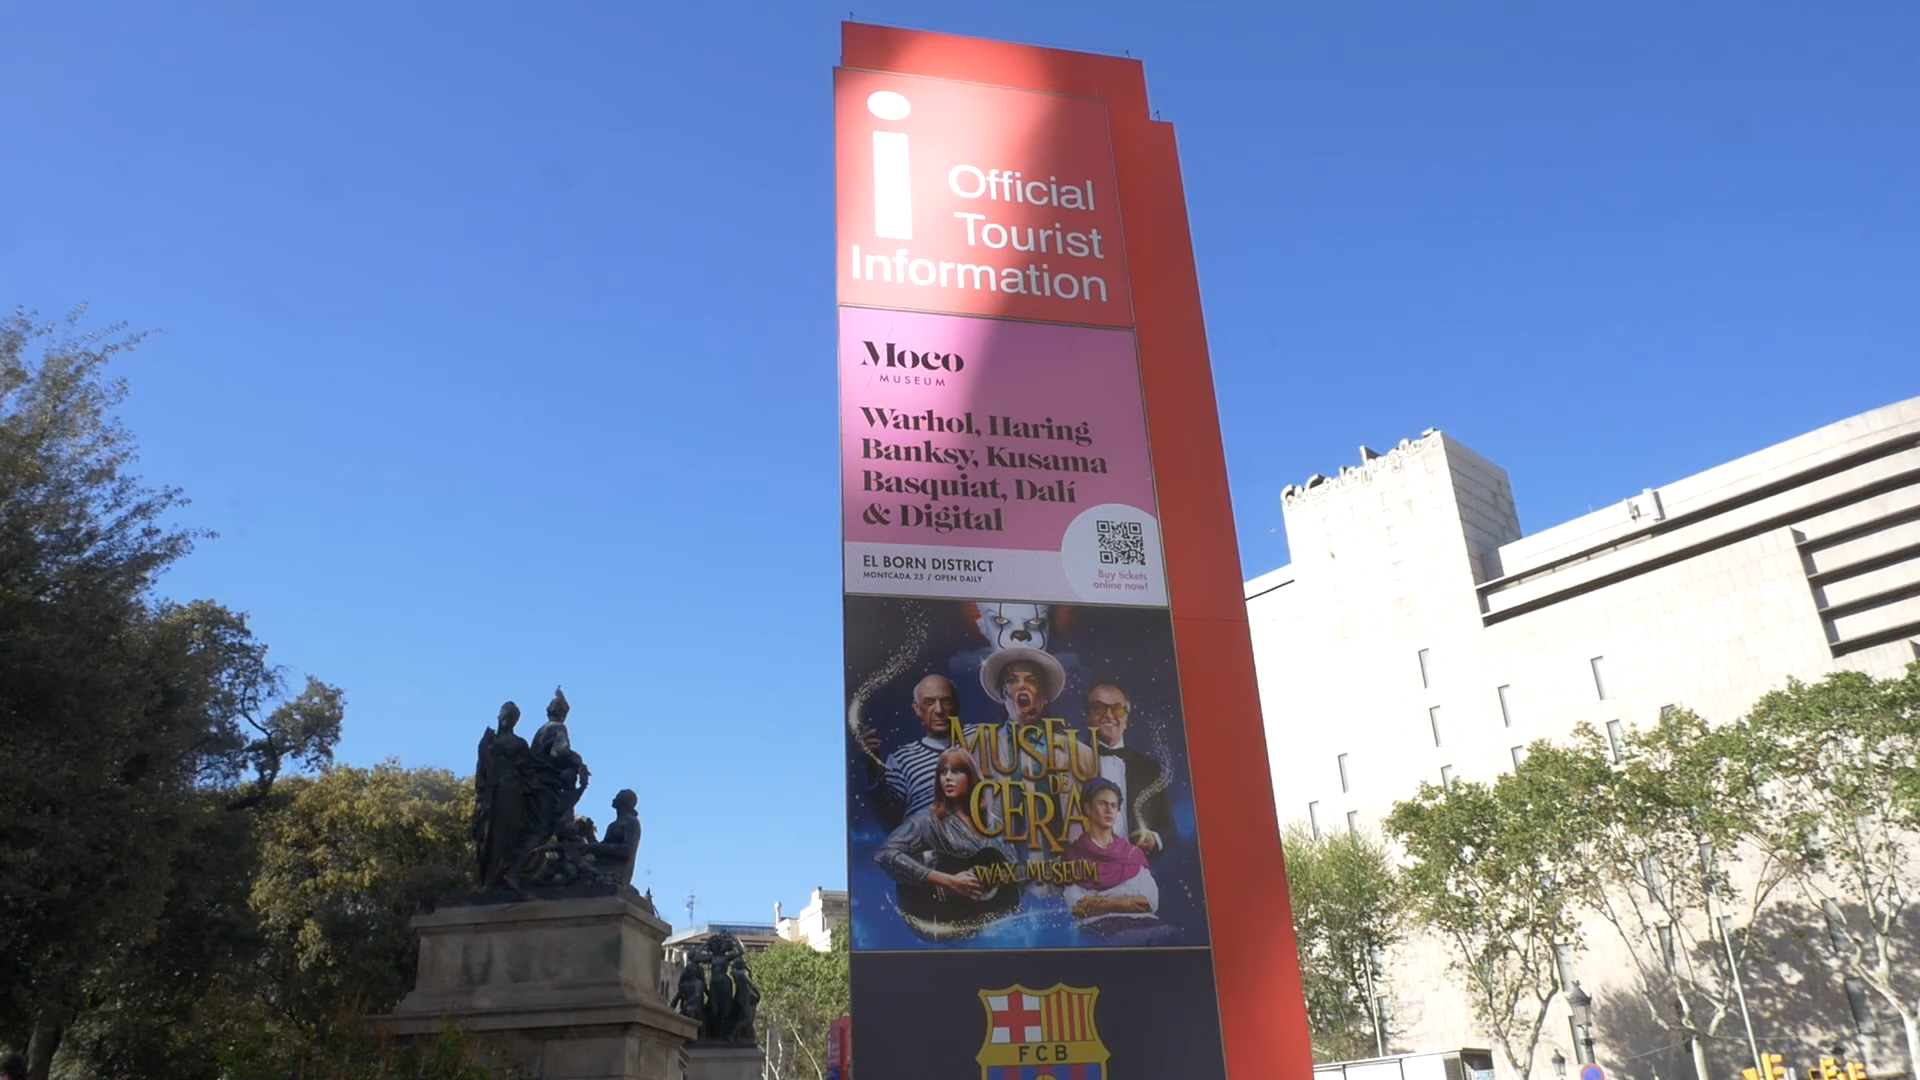 i
Official
Tourist
Information
Moco
MUSEUM
Warhol, Haring
Banksy, Kusama
Basquiat, Dalí
& Digital
EL BORN DISTRICT
MONTCADA 25 / OPEN DAILY
Buy tickets
online now!
MUSEU
DE
CERA
WAX MUSEUM
FCB